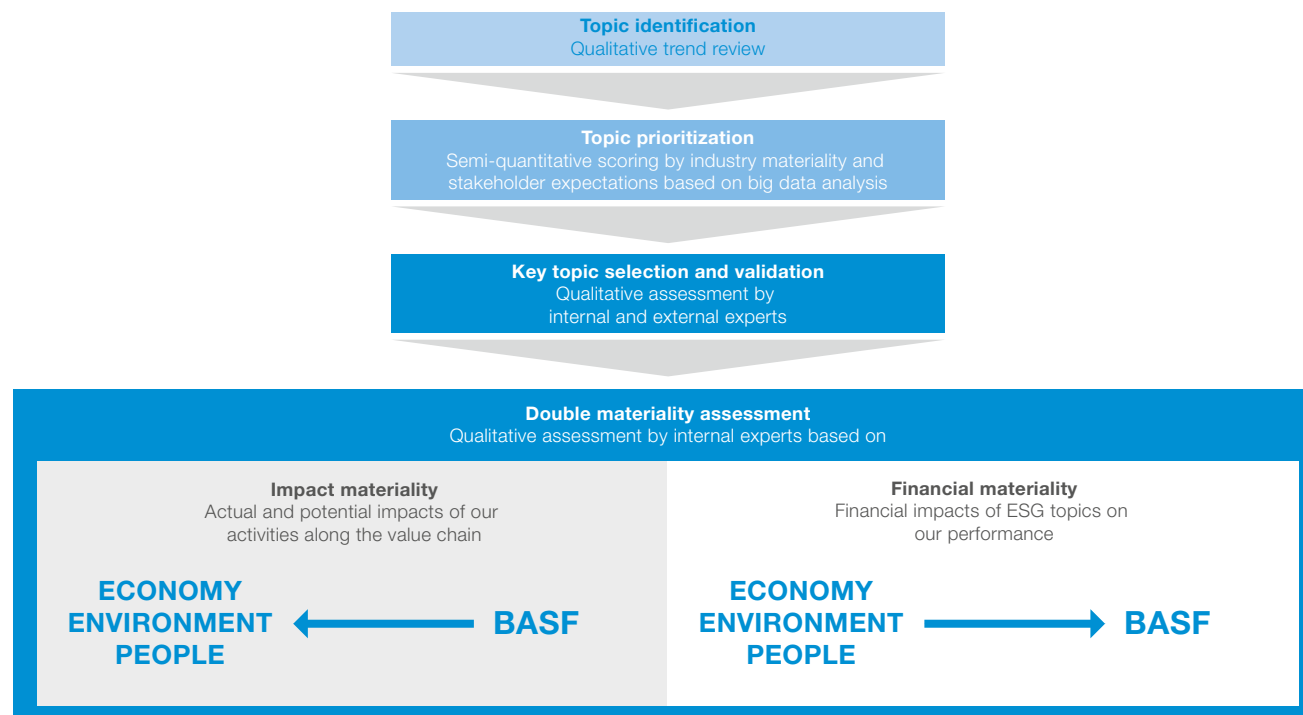 Topic identification
Qualitative trend review
Topic prioritization
Semi-quantitative scoring by industry materiality and
stakeholder expectations based on big data analysis
Key topic selection and validation
Qualitative assessment by
internal and external experts
Double materiality assessment
Qualitative assessment by internal experts based on
Impact materiality
Actual and potential impacts of our
activities along the value chain
ECONOMY
ENVIRONMENT
PEOPLE
BASF
Financial materiality
Financial impacts of ESG topics on
our performance
ECONOMY
ENVIRONMENT
PEOPLE
BASF